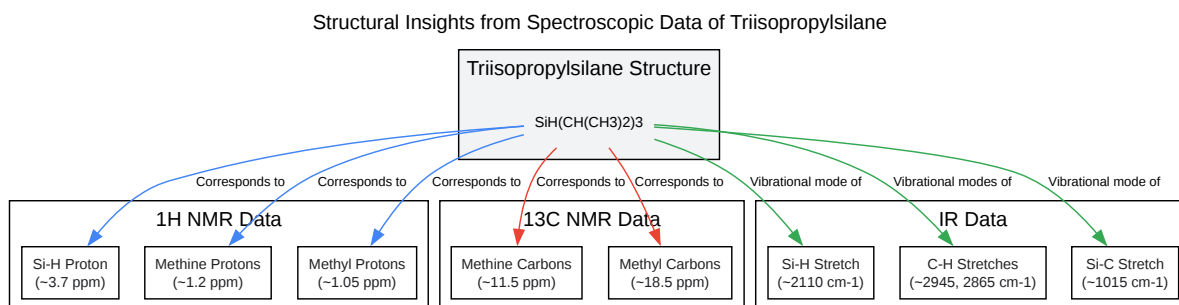 Structural Insights from Spectroscopic Data of Triisopropylsilane
Triisopropylsilane Structure
SiH(CH(CH3)2)3
Corresponds to
Corresponds to
Corresponds to
Corresponds to
Corresponds to
Vibrational mode of
Vibrational modes of
Vibrational mode of
1H NMR Data
Si-H Proton
(~3.7 ppm)
Methine Protons
(~1.2 ppm)
Methyl Protons
(~1.05 ppm)
13C NMR Data
Methine Carbons
(~11.5 ppm)
Methyl Carbons
(~18.5 ppm)
IR Data
Si-H Stretch
(~2110 cm-1)
C-H Stretches
(~2945, 2865 cm-1)
Si-C Stretch
(~1015 cm-1)